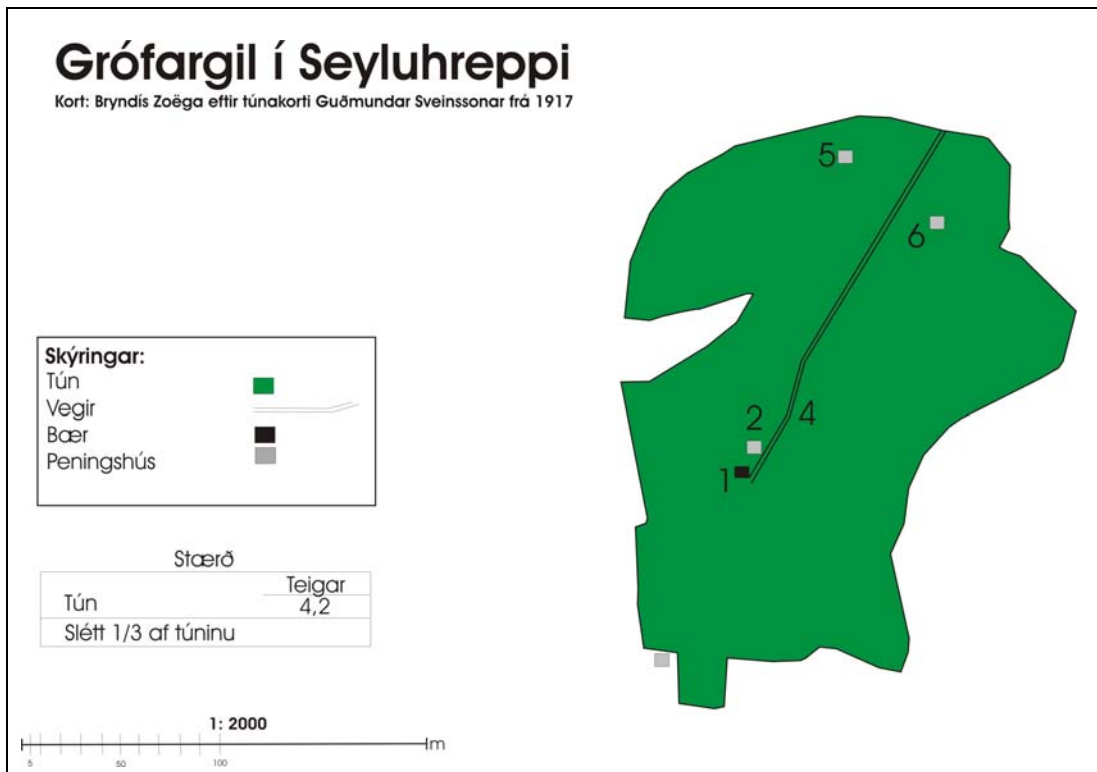 Grófargil í Seyluhreppi
Kort: Bryndís Zoëga eftir túnakorti Guðmundar Sveinssonar frá 1917
5
6
Skýringar:
Tún
Vegir
Bær
Peningshús
2
4
1
Stærð
Teigar
Tún 4,2
Slétt 1/3 af túninu
1: 2000
m
5 50 100